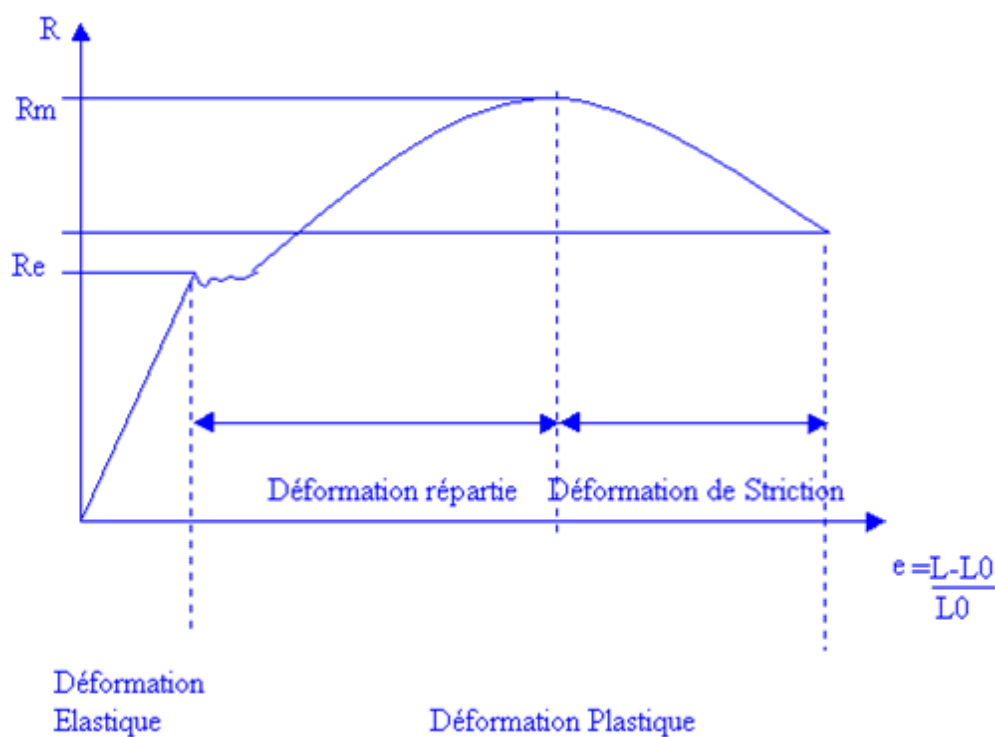 R
Rm
Re
Déformation répartie
Déformation de Striction
e = L-L0
L0
Déformation
Elastique
Déformation Plastique